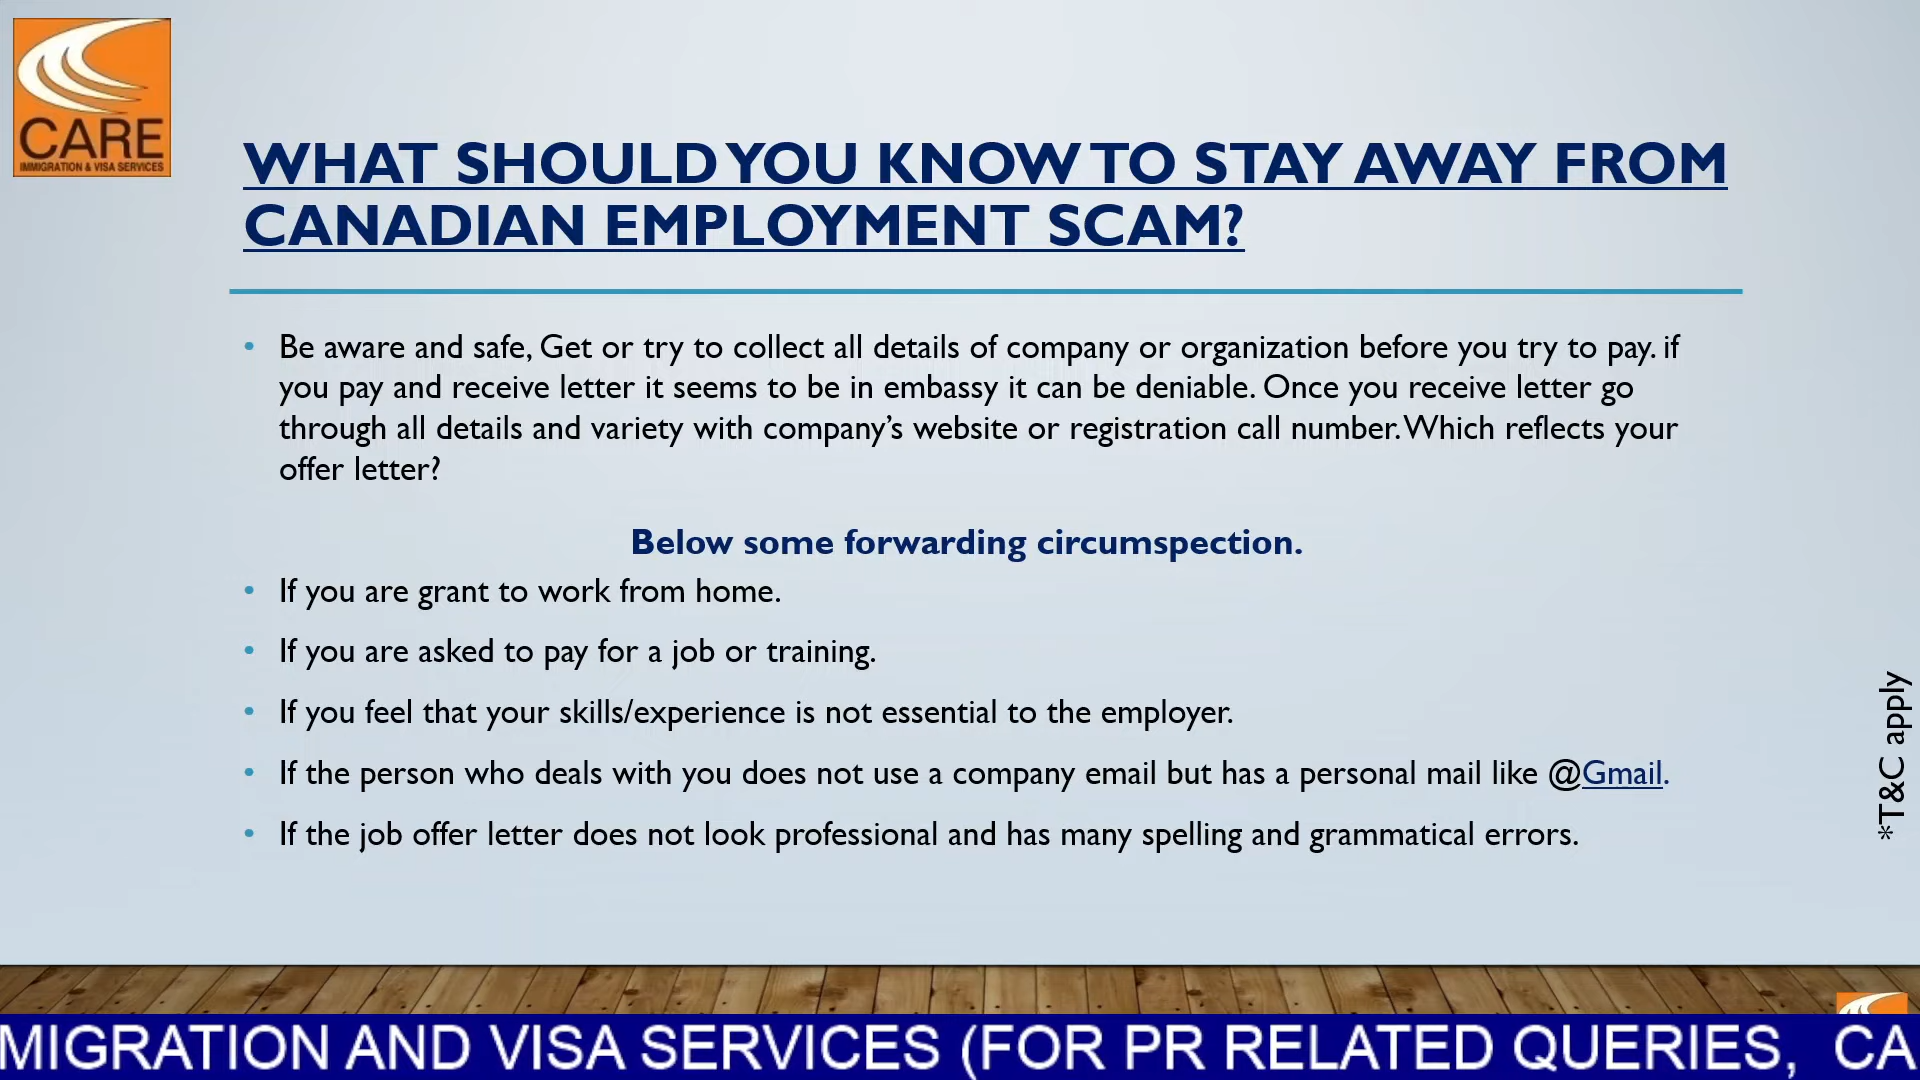 CARE
IMMIGRATION & VISA SERVICES
WHAT SHOULD YOU KNOW TO STAY AWAY FROM
CANADIAN EMPLOYMENT SCAM?
• Be aware and safe, Get or try to collect all details of company or organization before you try to pay. if
you pay and receive letter it seems to be in embassy it can be deniable. Once you receive letter go
through all details and variety with company’s website or registration call number. Which reflects your
offer letter?
Below some forwarding circumspection.
• If you are grant to work from home.
• If you are asked to pay for a job or training.
• If you feel that your skills/experience is not essential to the employer.
• If the person who deals with you does not use a company email but has a personal mail like @Gmail.
• If the job offer letter does not look professional and has many spelling and grammatical errors.
*T&C apply
MIGRATION AND VISA SERVICES (FOR PR RELATED QUERIES, CA